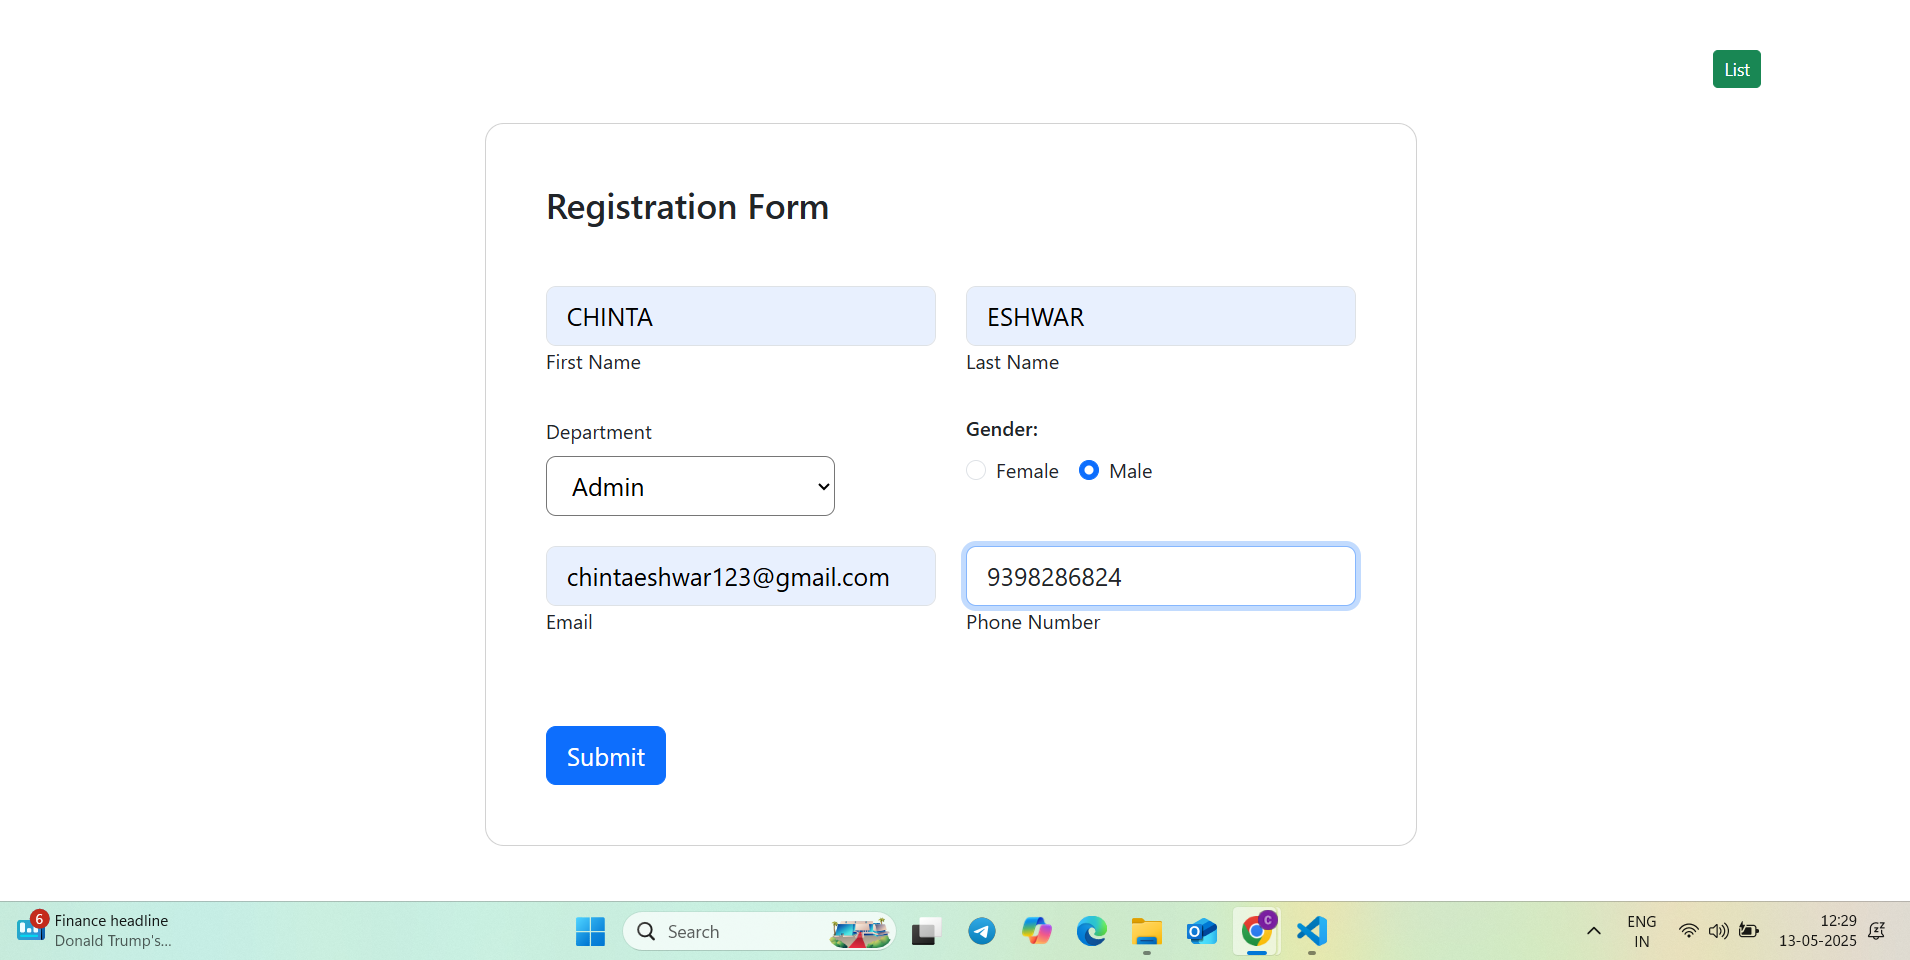 List
Registration Form
CHINTA
ESHWAR
First Name
Last Name
Department
Gender:
Admin
Female
Male
chintaeshwar123@gmail.com
9398286824
Email
Phone Number
Submit
6
Finance headline
Donald Trump's...
Search
C
ENG
IN
12:29
13-05-2025